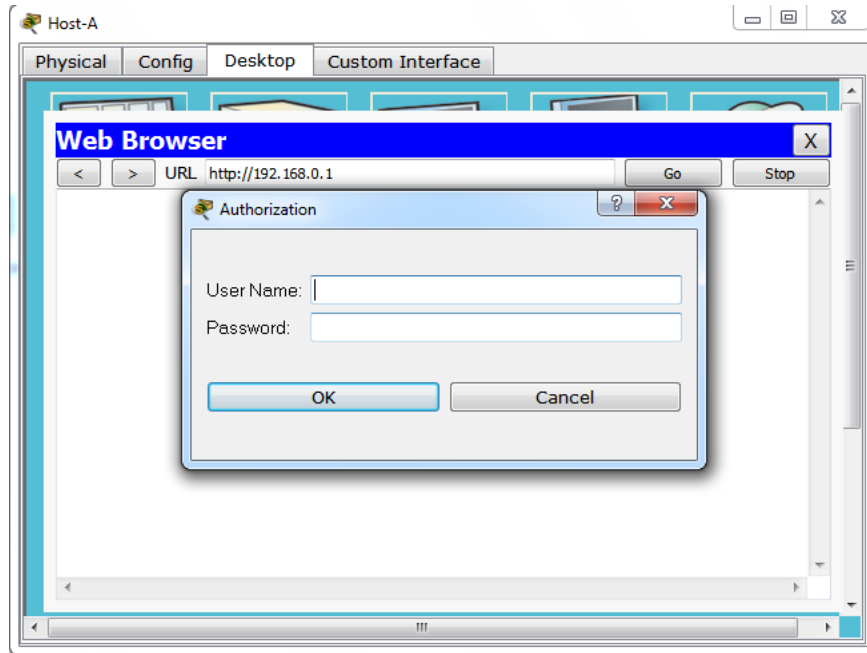 Host-A
Physical Config Desktop Custom Interface
Web Browser X
< > URL http://192.168.0.1 Go Stop
Authorization
User Name:
Password:
OK Cancel